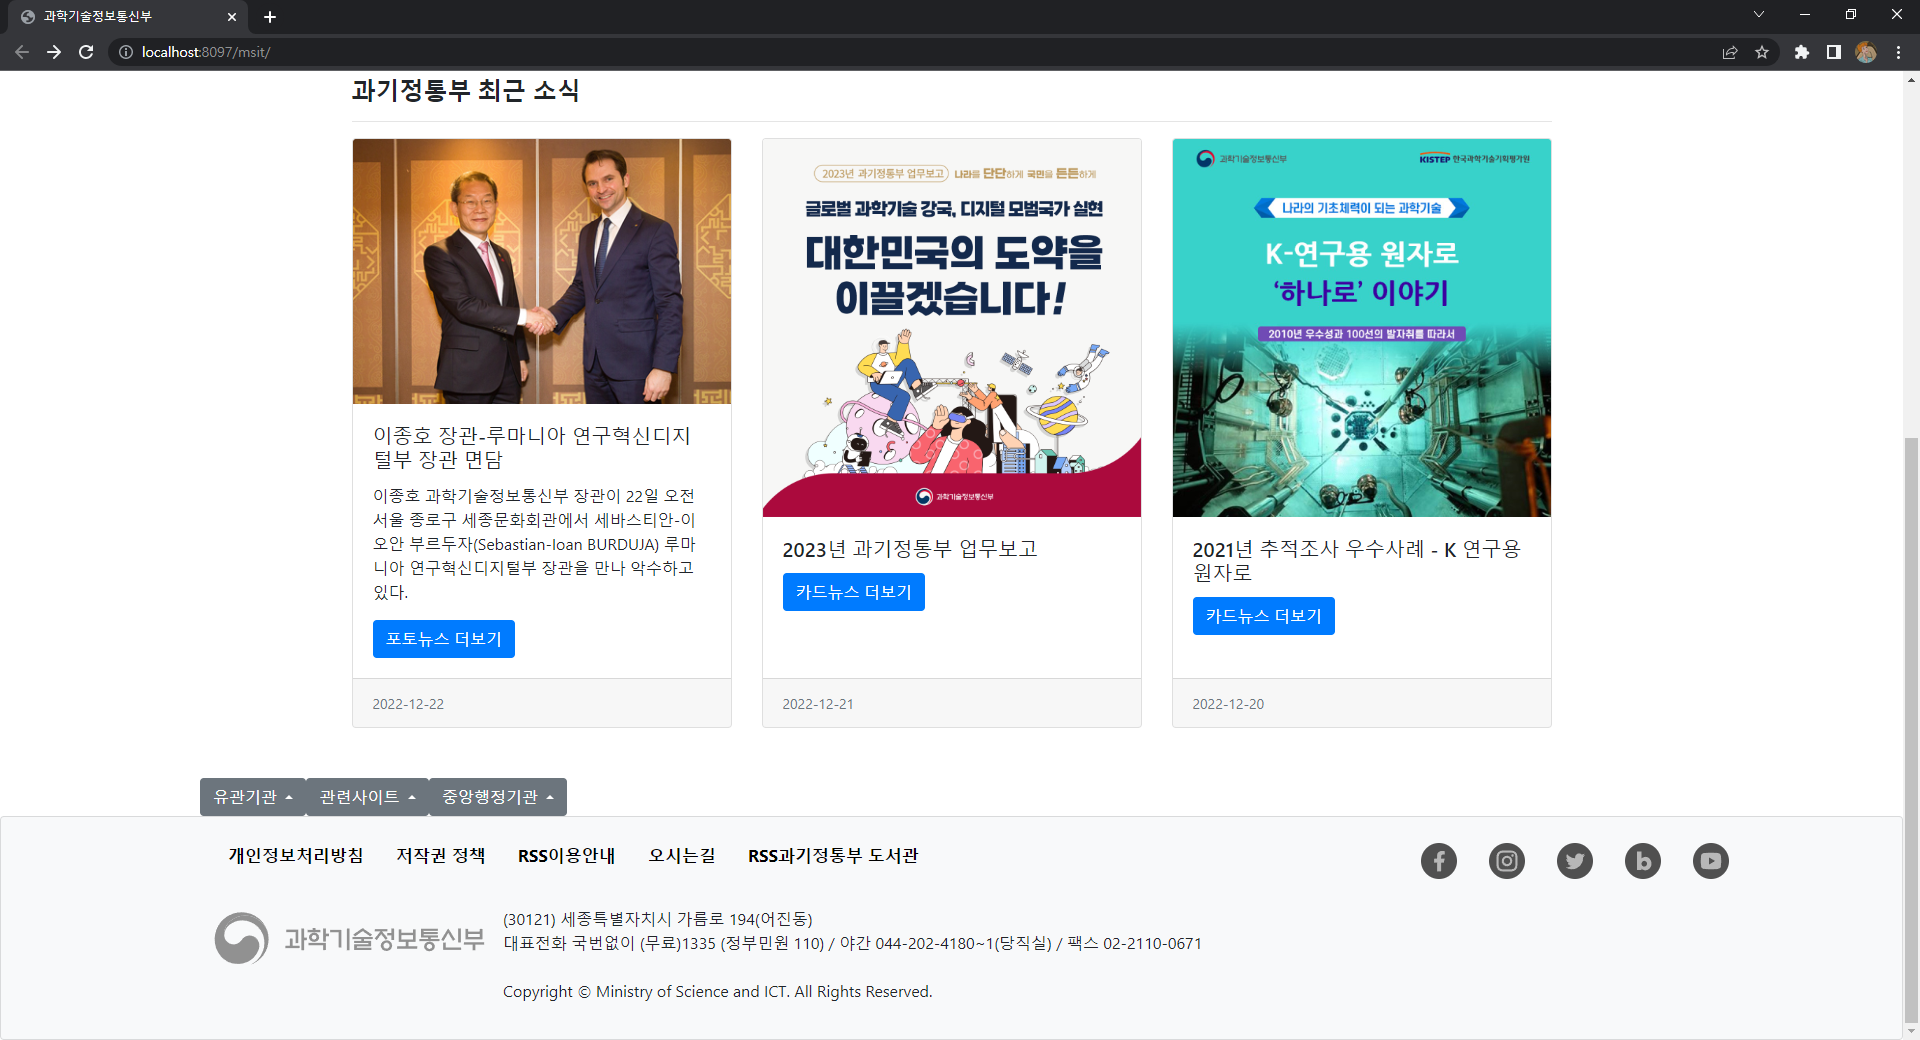 과학기술정보통신부
localhost:8097/msit/
과기정통부 최근 소식
2023년 과기정통부 업무보고 나라를 단단하게 국민을 든든하게
글로벌 과학기술 강국, 디지털 모범국가 실현
대한민국의 도약을
이끌겠습니다!
과학기술정보통신부
과학기술정보통신부 KISTEP 한국과학기술기획평가원
나라의 기초체력이 되는 과학기술
K-연구용 원자로
‘하나로’ 이야기
2010년 우수성과 100선의 발자취를 따라서
이종호 장관-루마니아 연구혁신디지
털부 장관 면담
이종호 과학기술정보통신부 장관이 22일 오전
서울 종로구 세종문화회관에서 세바스티안-이
오안 부르두자(Sebastian-Ioan BURDUJA) 루마
니아 연구혁신디지털부 장관을 만나 악수하고
있다.
포토뉴스 더보기
2022-12-22
2023년 과기정통부 업무보고
카드뉴스 더보기
2022-12-21
2021년 추적조사 우수사례 - K 연구용
원자로
카드뉴스 더보기
2022-12-20
유관기관 관련사이트 중앙행정기관
개인정보처리방침 저작권 정책 RSS이용안내 오시는길 RSS과기정통부 도서관
과학기술정보통신부
(30121) 세종특별자치시 가름로 194(어진동)
대표전화 국번없이 (무료)1335 (정부민원 110) / 야간 044-202-4180~1(당직실) / 팩스 02-2110-0671
Copyright © Ministry of Science and ICT. All Rights Reserved.